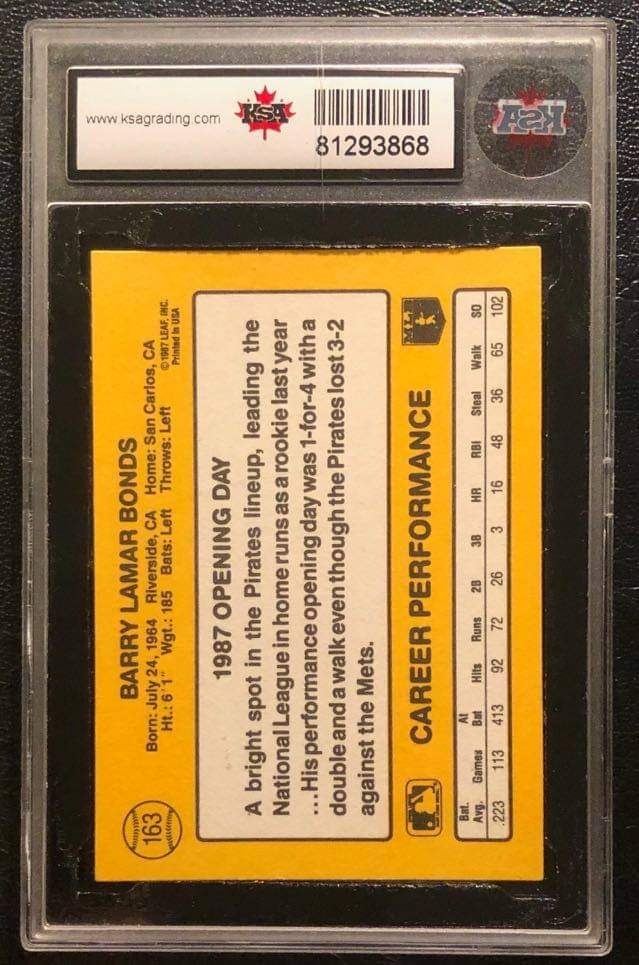 www.ksagrading.com
KSA
81293868
KSA
163
BARRY LAMAR BONDS
Born: July 24, 1964 Riverside, CA Home: San Carlos, CA
Ht.: 6'1" Wgt.: 185 Bats: Left Throws: Left
© 1987 LEAF, INC.
Printed in USA
1987 OPENING DAY
A bright spot in the Pirates lineup, leading the
National League in home runs as a rookie last year
...His performance opening day was 1-for-4 with a
double and a walk even though the Pirates lost 3-2
against the Mets.
CAREER PERFORMANCE
Bat. Avg. Games At Bat Hits Runs 2B 3B HR RBI Steal Walk SO
.223 113 413 92 72 26 3 16 48 36 65 102